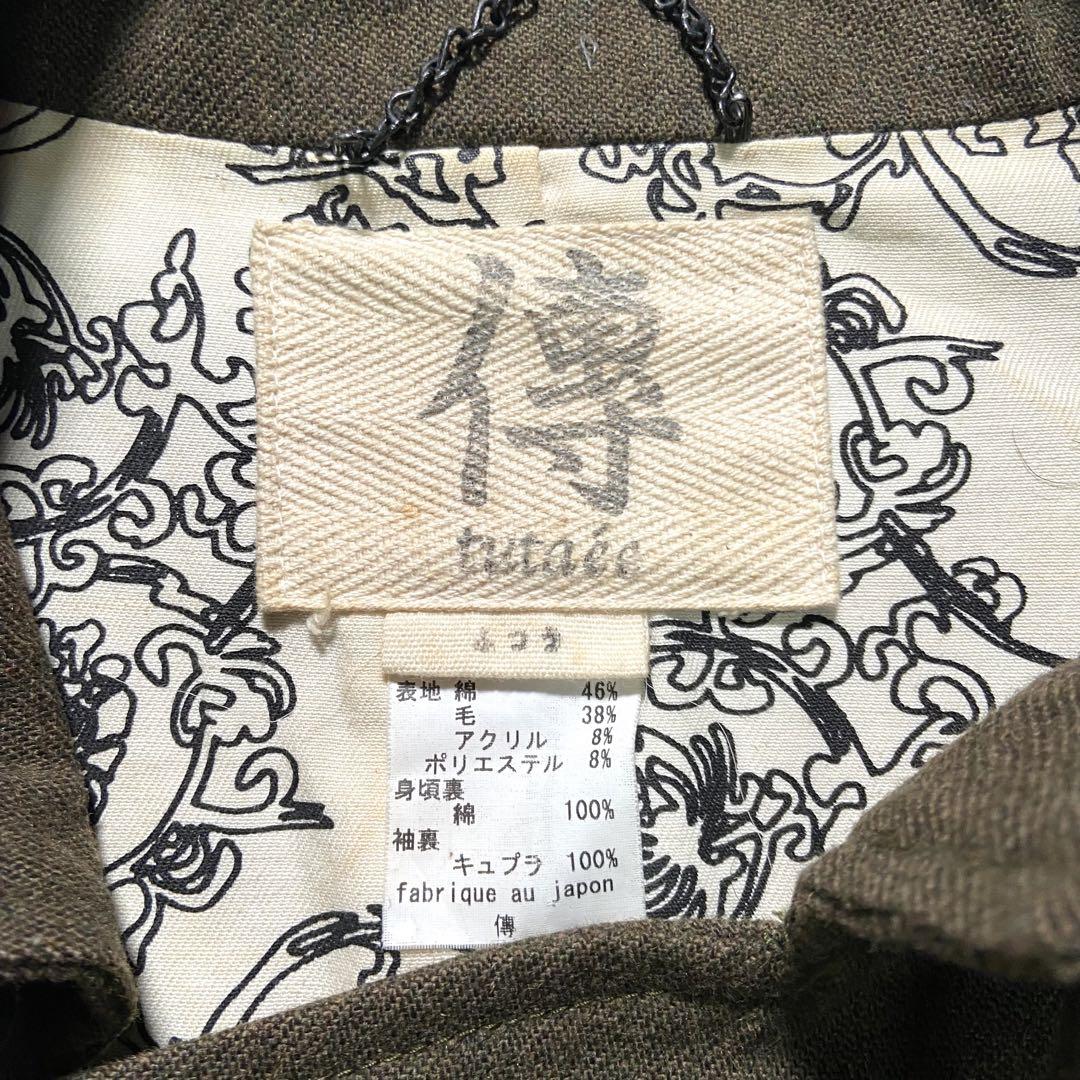 傳
tutaéè
ふつう
表地 綿 46%
毛 38%
アクリル 8%
ポリエステル 8%
身頃裏
綿 100%
袖裏
キュプラ 100%
fabrique au japon
傳